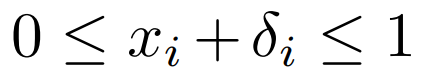 0 ≤ x_i + δ_i ≤ 1